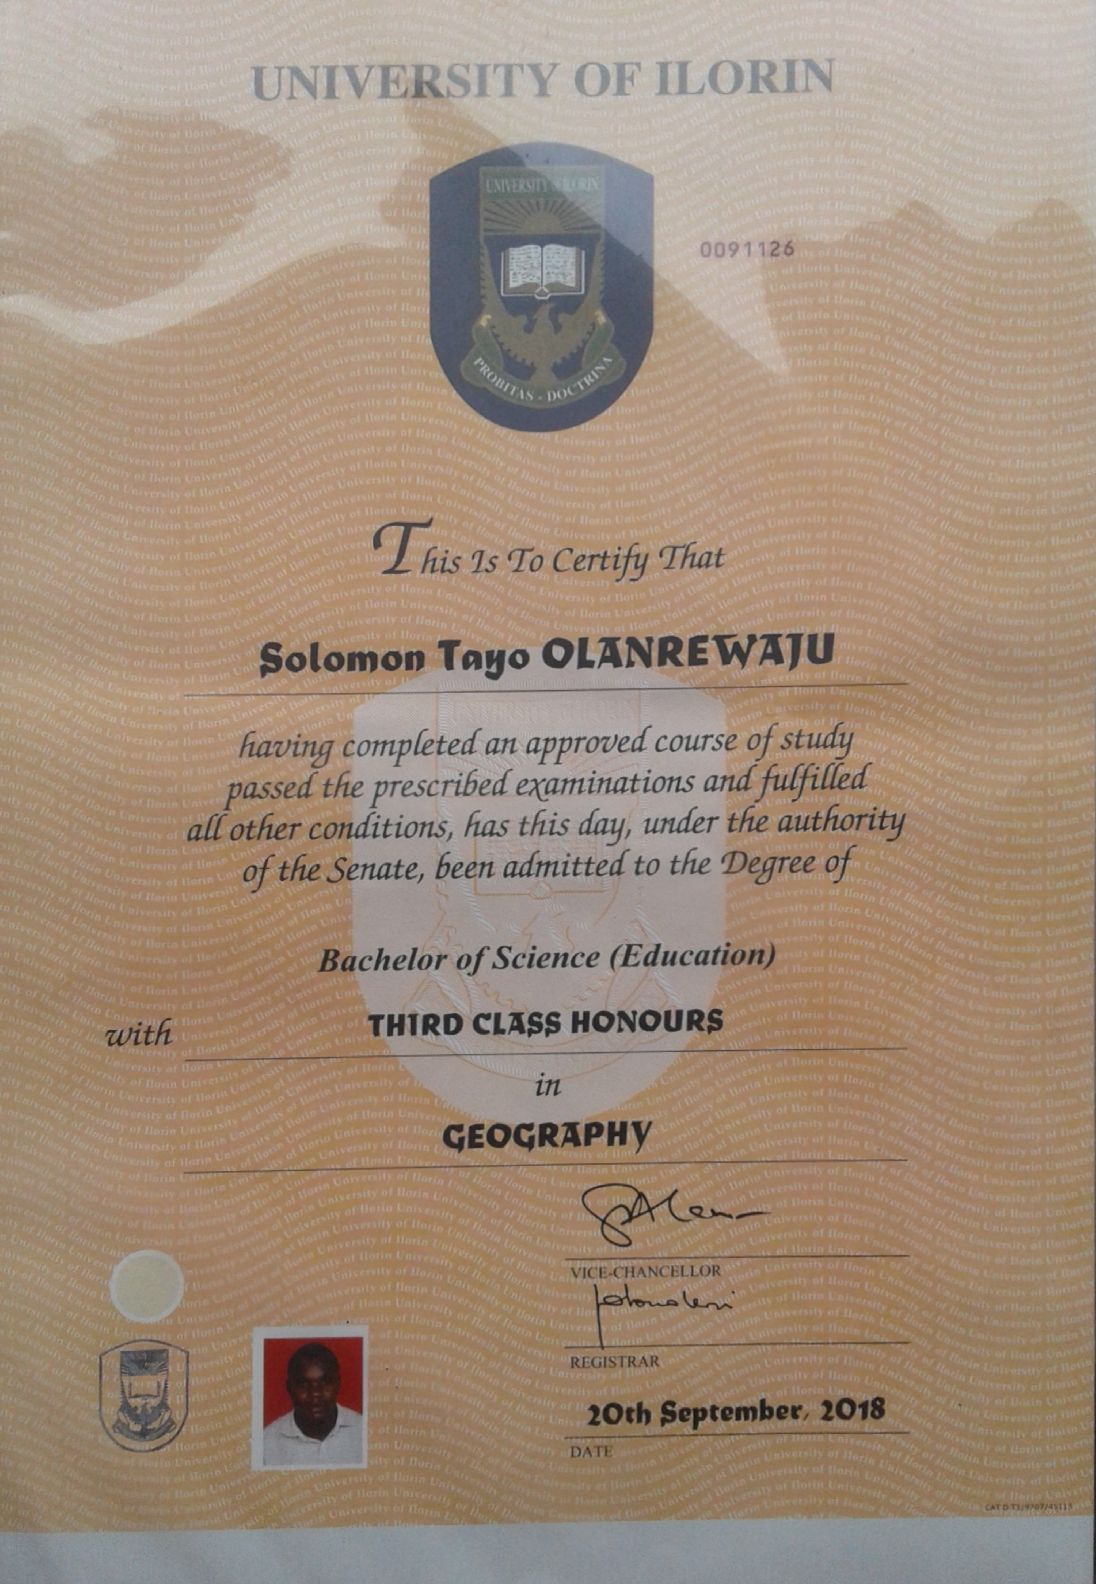 UNIVERSITY OF ILORIN
UNIVERSITY OF ILORIN
0091126
PROBITAS - DOCTRINA
This Is To Certify That
Solomon Tayo OLANREWAJU
having completed an approved course of study
passed the prescribed examinations and fulfilled
all other conditions, has this day, under the authority
of the Senate, been admitted to the Degree of
Bachelor of Science (Education)
with THIRD CLASS HONOURS
in
GEOGRAPHY
VICE-CHANCELLOR
REGISTRAR
20th September, 2018
DATE